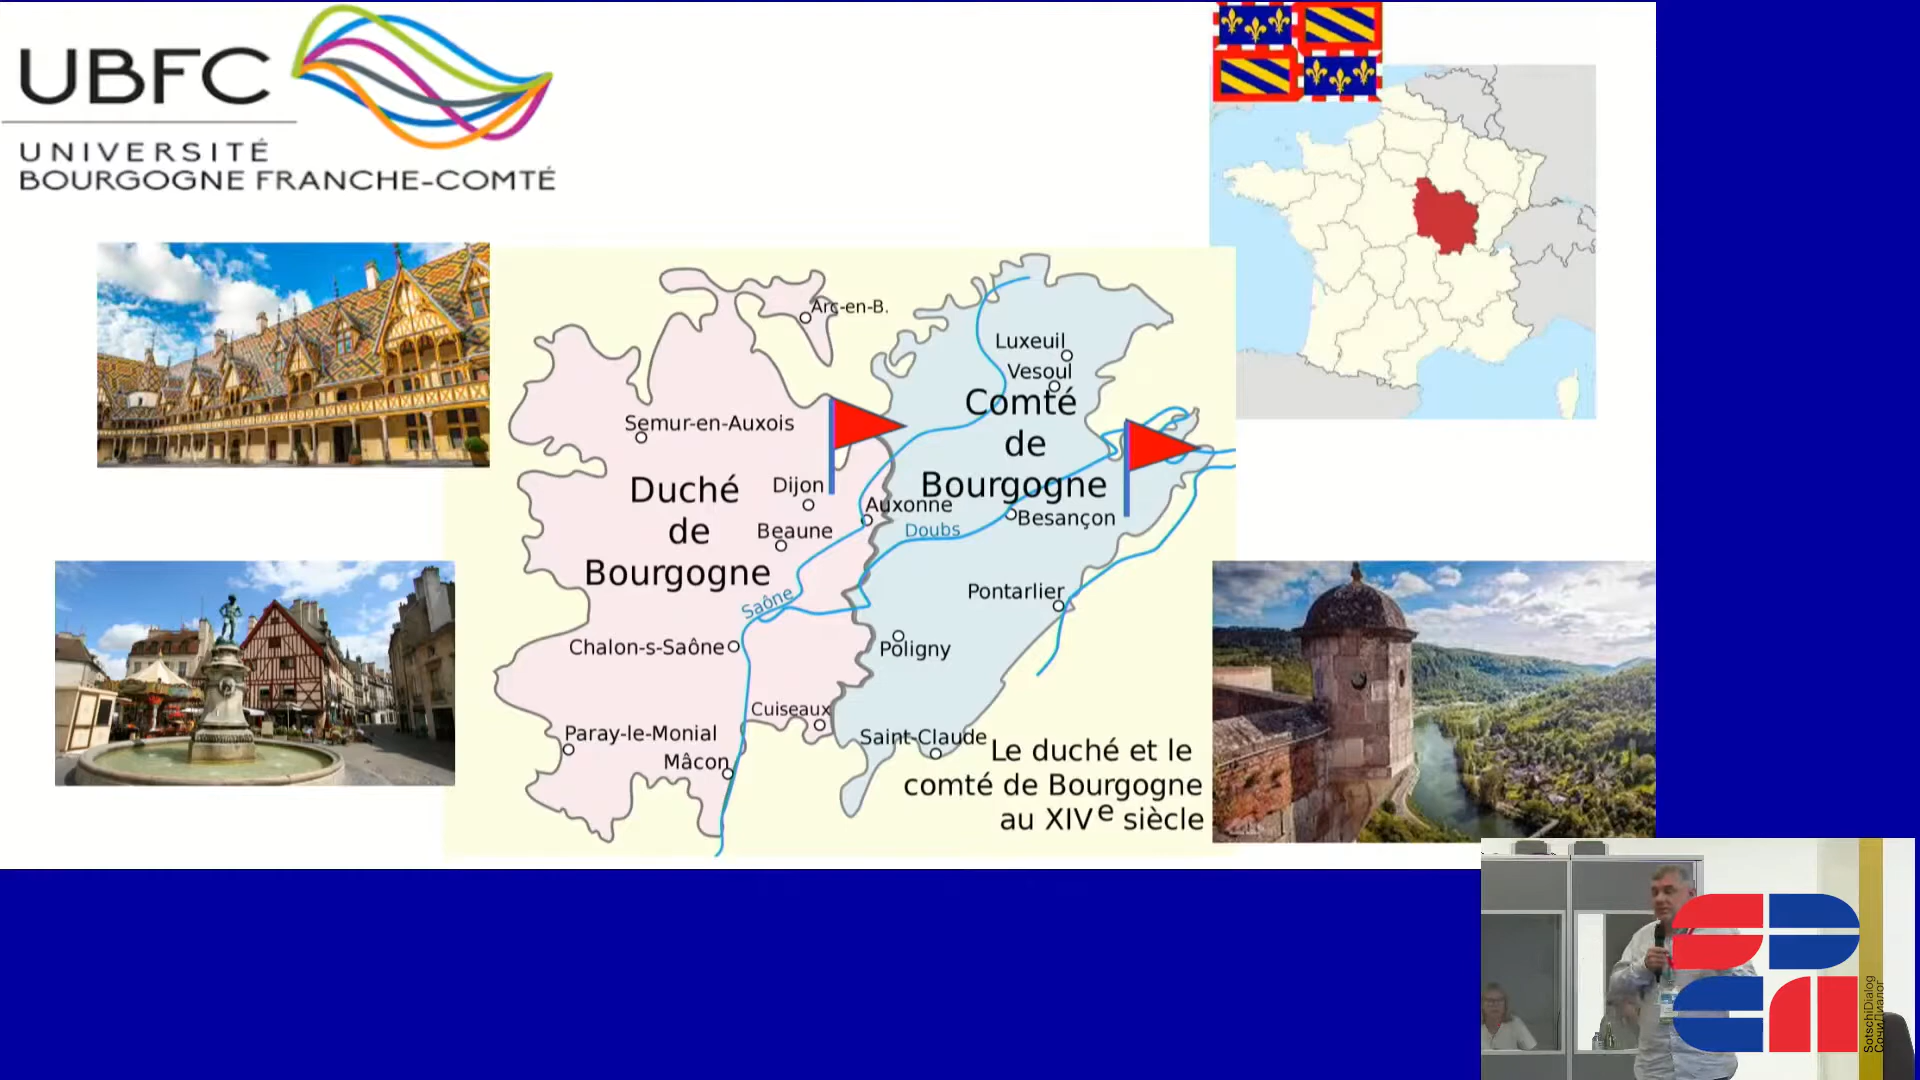 UBFC
UNIVERSITÉ
BOURGOGNE FRANCHE-COMTÉ
Arc-en-B.
Luxeuil
Vesoul
Comté
de
Bourgogne
Semur-en-Auxois
Duché
de
Bourgogne
Dijon
Auxonne
Besançon
Beaune
Doubs
Saône
Pontarlier
Chalon-s-Saône
Poligny
Cuiseaux
Paray-le-Monial
Saint-Claude
Mâcon
Le duché et le
comté de Bourgogne
au XIVe siècle
SotschiDialog
СочиДиалог